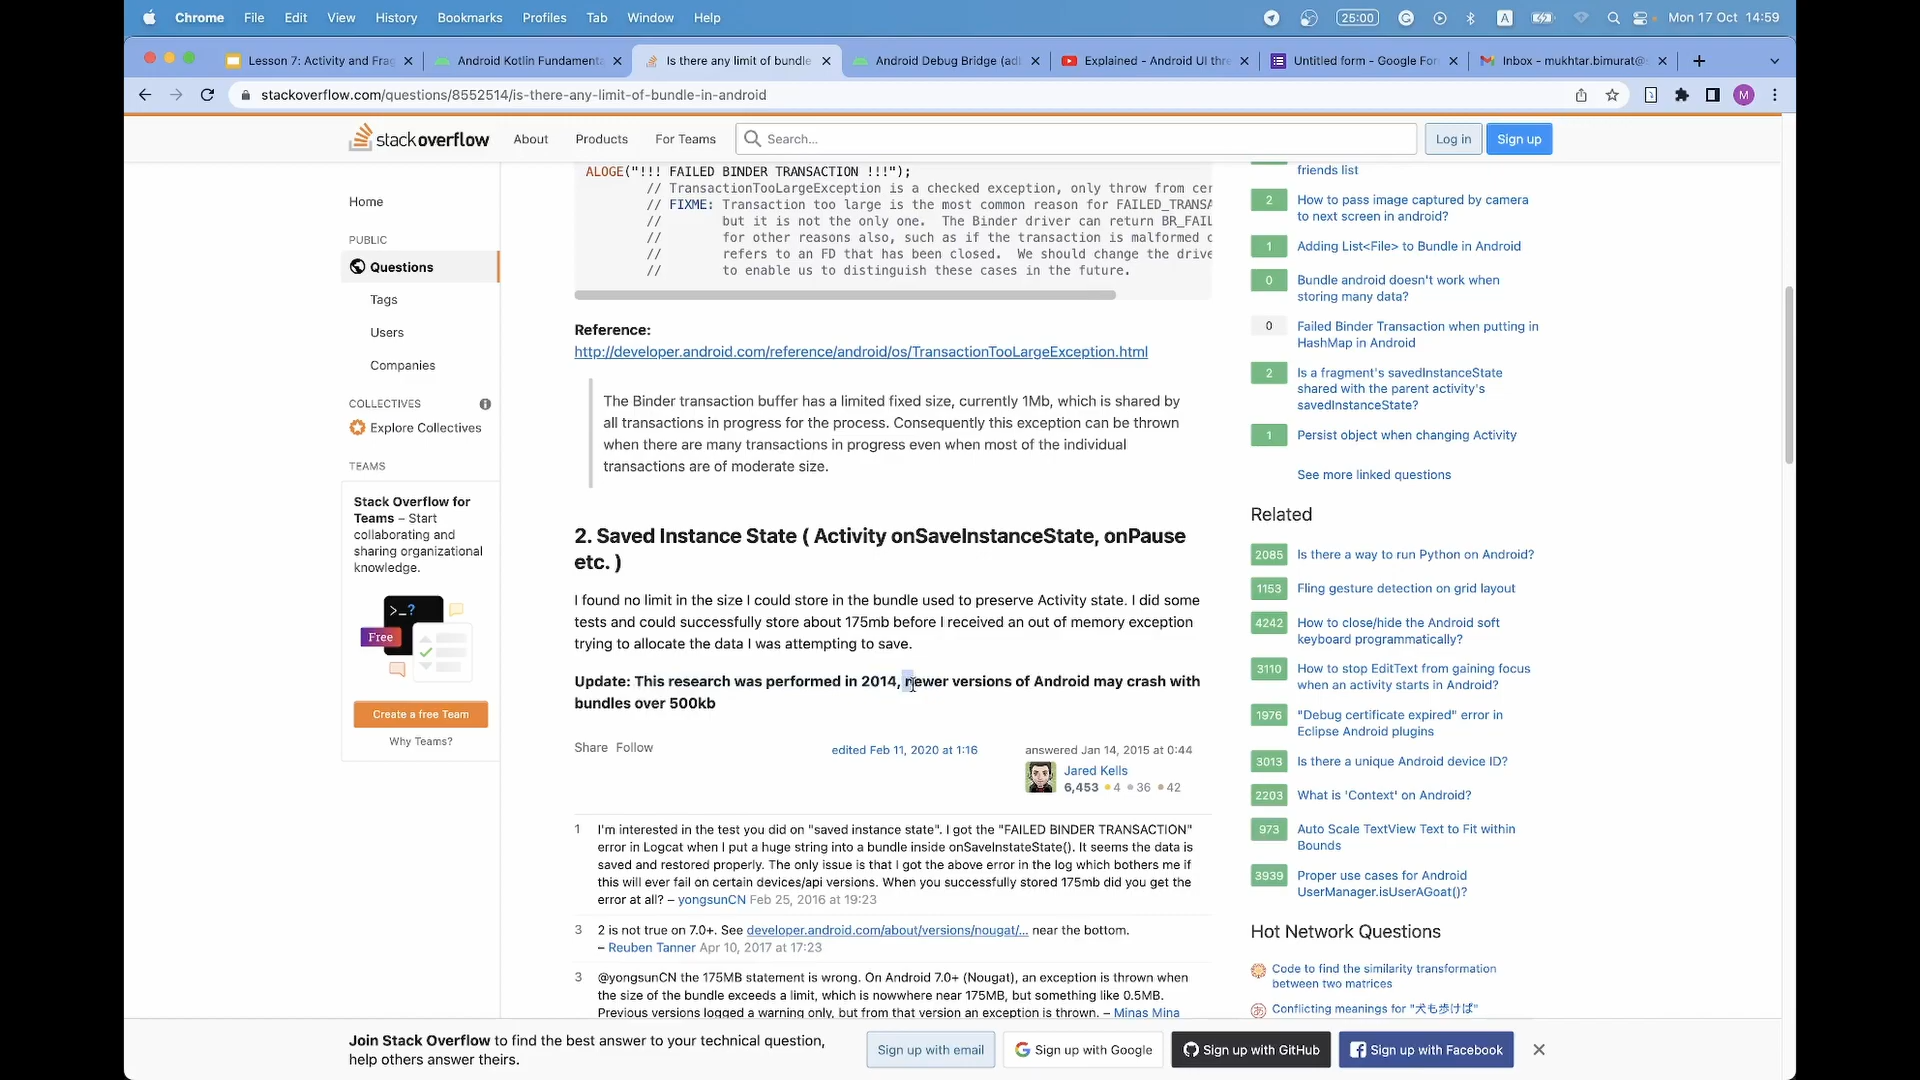 Chrome File Edit View History Bookmarks Profiles Tab Window Help 25:00 A Mon 17 Oct 14:59
Lesson 7: Activity and Frag
Android Kotlin Fundamenta
Is there any limit of bundle
Android Debug Bridge (ad
Explained - Android UI thre
Untitled form - Google For
Inbox - mukhtar.bimurat@
stackoverflow.com/questions/8552514/is-there-any-limit-of-bundle-in-android
M
stackoverflow About Products For Teams Search... Log in Sign up
Home
PUBLIC
Questions
Tags
Users
Companies
COLLECTIVES
Explore Collectives
TEAMS
Stack Overflow for
Teams – Start
collaborating and
sharing organizational
knowledge.
>_?
Free
Create a free Team
Why Teams?
ALOGE("!!! FAILED BINDER TRANSACTION !!!");
// TransactionTooLargeException is a checked exception, only throw from cer
// FIXME: Transaction too large is the most common reason for FAILED_TRANSA
// but it is not the only one. The Binder driver can return BR_FAIL
// for other reasons also, such as if the transaction is malformed o
// refers to an FD that has been closed. We should change the drive
// to enable us to distinguish these cases in the future.
Reference:
http://developer.android.com/reference/android/os/TransactionTooLargeException.html
The Binder transaction buffer has a limited fixed size, currently 1Mb, which is shared by
all transactions in progress for the process. Consequently this exception can be thrown
when there are many transactions in progress even when most of the individual
transactions are of moderate size.
2. Saved Instance State ( Activity onSaveInstanceState, onPause
etc. )
I found no limit in the size I could store in the bundle used to preserve Activity state. I did some
tests and could successfully store about 175mb before I received an out of memory exception
trying to allocate the data I was attempting to save.
Update: This research was performed in 2014, newer versions of Android may crash with
bundles over 500kb
Share Follow
edited Feb 11, 2020 at 1:16
answered Jan 14, 2015 at 0:44
Jared Kells
6,453 4 36 42
1 I'm interested in the test you did on "saved instance state". I got the "FAILED BINDER TRANSACTION"
error in Logcat when I put a huge string into a bundle inside onSaveInstateState(). It seems the data is
saved and restored properly. The only issue is that I got the above error in the log which bothers me if
this will ever fail on certain devices/api versions. When you successfully stored 175mb did you get the
error at all? – yongsunCN Feb 25, 2016 at 19:23
3 2 is not true on 7.0+. See developer.android.com/about/versions/nougat/... near the bottom.
– Reuben Tanner Apr 10, 2017 at 17:23
3 @yongsunCN the 175MB statement is wrong. On Android 7.0+ (Nougat), an exception is thrown when
the size of the bundle exceeds a limit, which is nowwhere near 175MB, but something like 0.5MB.
Previous versions logged a warning only, but from that version an exception is thrown. – Minas Mina
friends list
2 How to pass image captured by camera
to next screen in android?
1 Adding List<File> to Bundle in Android
0 Bundle android doesn't work when
storing many data?
0 Failed Binder Transaction when putting in
HashMap in Android
2 Is a fragment's savedInstanceState
shared with the parent activity's
savedInstanceState?
1 Persist object when changing Activity
See more linked questions
Related
2085 Is there a way to run Python on Android?
1153 Fling gesture detection on grid layout
4242 How to close/hide the Android soft
keyboard programmatically?
3110 How to stop EditText from gaining focus
when an activity starts in Android?
1976 "Debug certificate expired" error in
Eclipse Android plugins
3013 Is there a unique Android device ID?
2203 What is 'Context' on Android?
973 Auto Scale TextView Text to Fit within
Bounds
3939 Proper use cases for Android
UserManager.isUserAGoat()?
Hot Network Questions
Code to find the similarity transformation
between two matrices
Conflicting meanings for "犬も歩けば"
Join Stack Overflow to find the best answer to your technical question,
help others answer theirs.
Sign up with email
Sign up with Google
Sign up with GitHub
Sign up with Facebook